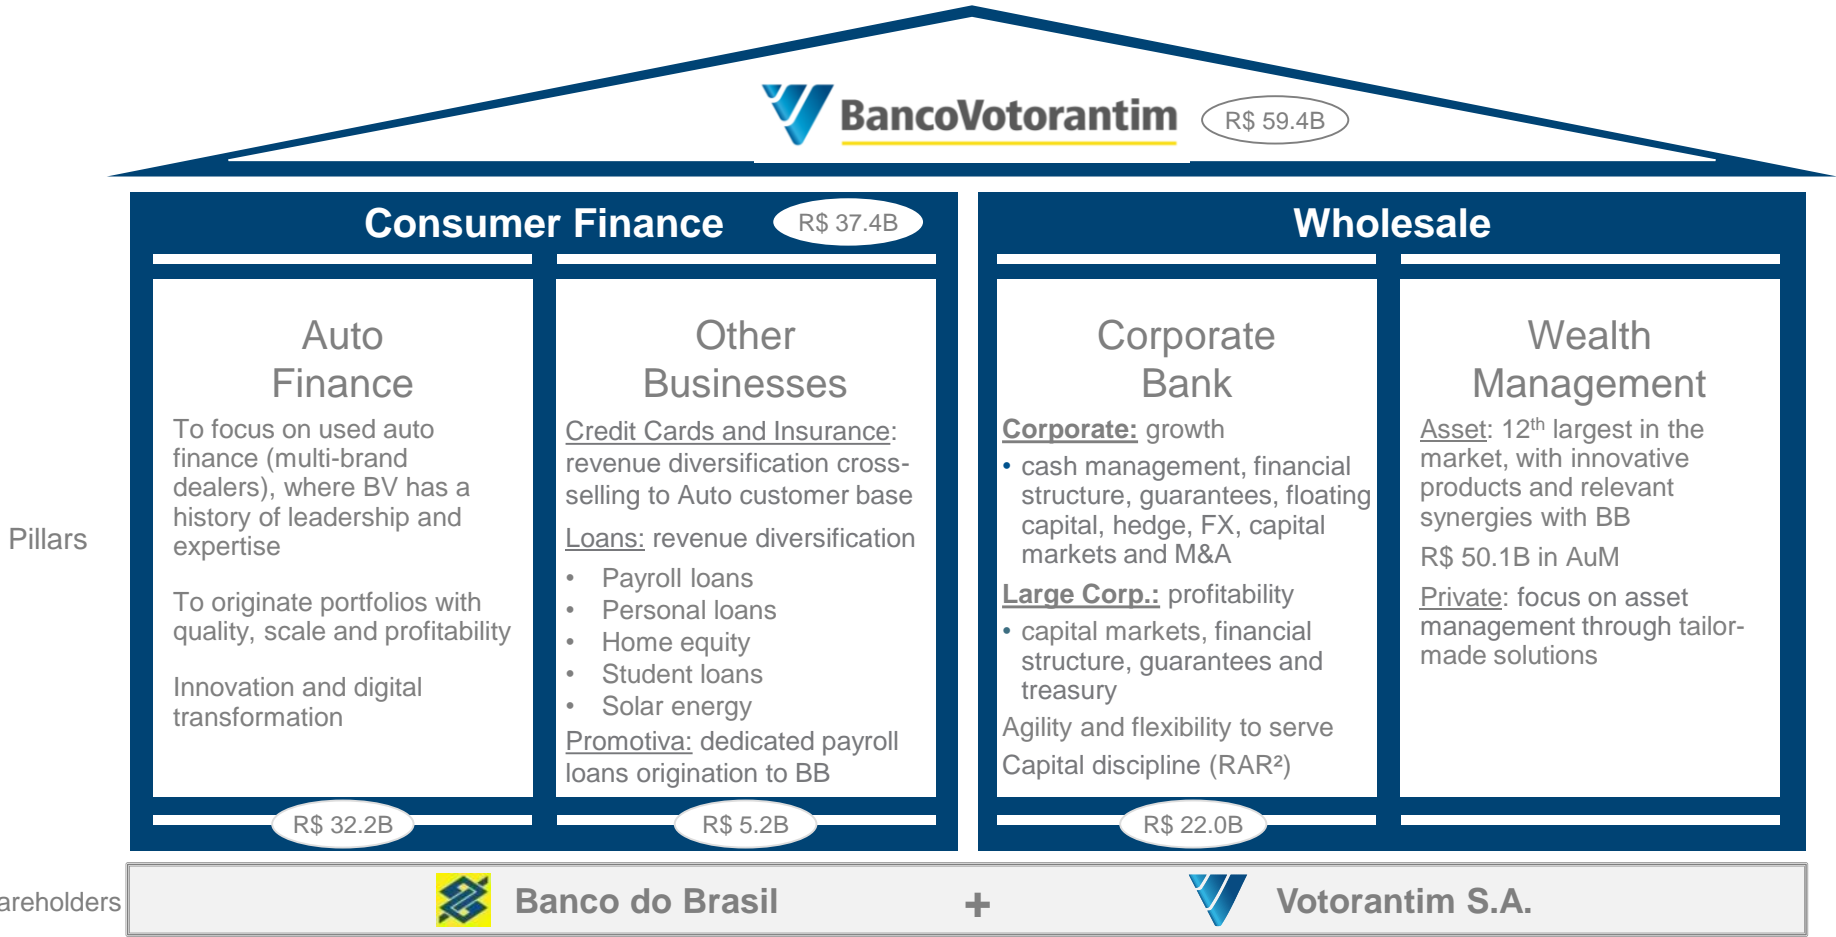 BancoVotorantim
R$ 59.4B
Consumer Finance
R$ 37.4B
Wholesale
Pillars
Auto
Finance
To focus on used auto
finance (multi-brand
dealers), where BV has a
history of leadership and
expertise
To originate portfolios with
quality, scale and profitability
Innovation and digital
transformation
R$ 32.2B
Other
Businesses
Credit Cards and Insurance:
revenue diversification cross-
selling to Auto customer base
Loans: revenue diversification
• Payroll loans
• Personal loans
• Home equity
• Student loans
• Solar energy
Promotiva: dedicated payroll
loans origination to BB
R$ 5.2B
Corporate
Bank
Corporate: growth
• cash management, financial
structure, guarantees, floating
capital, hedge, FX, capital
markets and M&A
Large Corp.: profitability
• capital markets, financial
structure, guarantees and
treasury
Agility and flexibility to serve
Capital discipline (RAR²)
R$ 22.0B
Wealth
Management
Asset: 12th largest in the
market, with innovative
products and relevant
synergies with BB
R$ 50.1B in AuM
Private: focus on asset
management through tailor-
made solutions
areholders
Banco do Brasil
+
Votorantim S.A.